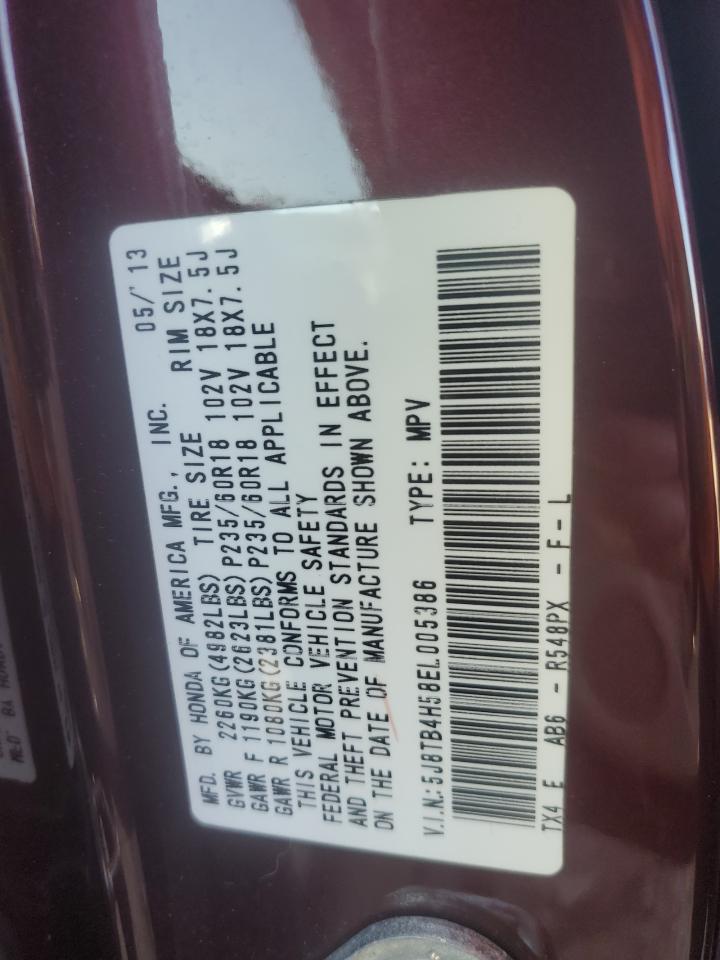 MFD. BY HONDA OF AMERICA MFG., INC. 05/'13
GVWR 2260KG(4982LBS) TIRE SIZE RIM SIZE
GAWR F 1190KG(2623LBS) P235/60R18 102V 18X7.5J
GAWR R 1080KG(2381LBS) P235/60R18 102V 18X7.5J
THIS VEHICLE CONFORMS TO ALL APPLICABLE
FEDERAL MOTOR VEHICLE SAFETY
AND THEFT PREVENTION STANDARDS IN EFFECT
ON THE DATE OF MANUFACTURE SHOWN ABOVE.
V.I.N.:5J8TB4H58EL005386 TYPE: MPV
TX4 E AB6 - R548PX - F-L